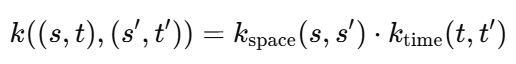 k((s, t), (s′, t′)) = k_space(s, s′) · k_time(t, t′)